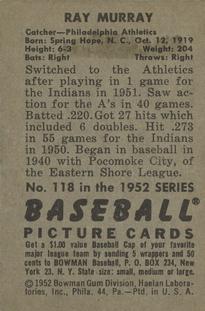 RAY MURRAY
Catcher—Philadelphia Athletics
Born: Spring Hope, N. C., Oct. 12, 1919
Height: 6-3 Weight: 204
Bats: Right Throws: Right
Switched to the Athletics
after playing in 1 game for
the Indians in 1951. Saw ac-
tion for the A's in 40 games.
Batted .220. Got 27 hits which
included 6 doubles. Hit .273
in 55 games for the Indians
in 1950. Began in baseball in
1940 with Pocomoke City, of
the Eastern Shore League.
No. 118 in the 1952 SERIES
BASEBALL®
PICTURE CARDS
Get a $1.00 value Baseball Cap of your favorite
major league team by sending 5 wrappers and 50
cents to BOWMAN BASEBALL, P. O. BOX 234, NEW
YORK 23. N. Y. State size: small, medium or large.
©1952 Bowman Gum Division, Haelan Labora-
tories, Inc., Phila. 44, Pa.—Ptd. in U. S. A.